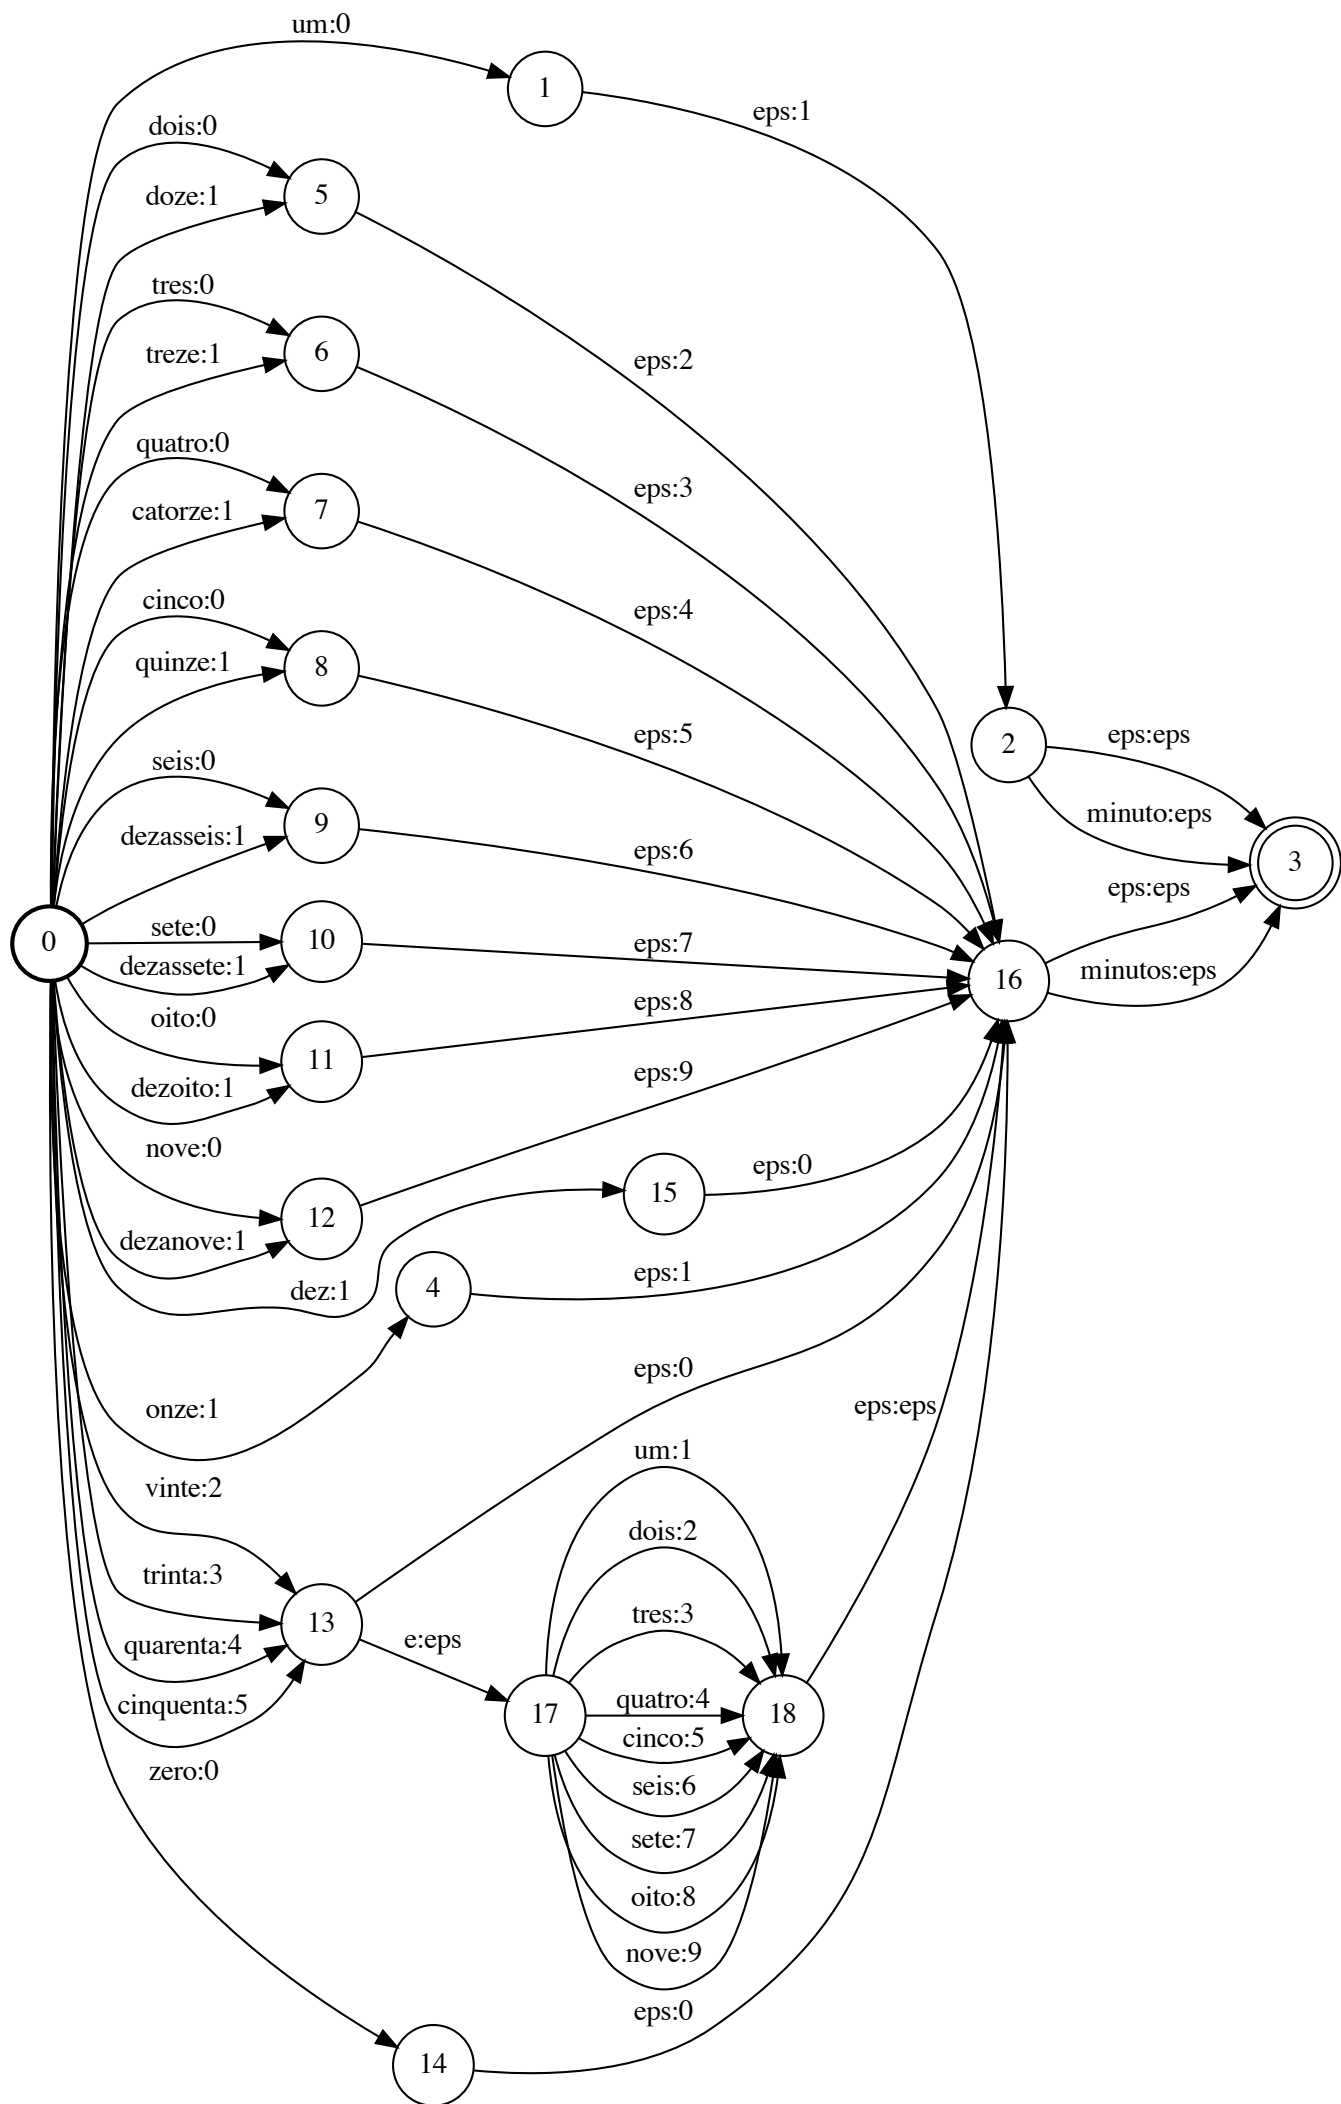 um:0
1
eps:1
dois:0
doze:1
5
tres:0
treze:1
6
eps:2
quatro:0
catorze:1
7
eps:3
cinco:0
quinze:1
8
eps:4
seis:0
dezasseis:1
9
eps:5
2
eps:eps
minuto:eps
eps:6
3
0
sete:0
dezassete:1
10
eps:7
16
eps:eps
minutos:eps
oito:0
dezoito:1
11
eps:8
nove:0
dezanove:1
12
eps:9
15
eps:0
dez:1
4
eps:1
onze:1
eps:0
eps:eps
vinte:2
trinta:3
quarenta:4
cinquenta:5
13
e:eps
17
um:1
dois:2
tres:3
quatro:4
cinco:5
seis:6
sete:7
oito:8
nove:9
18
zero:0
14
eps:0